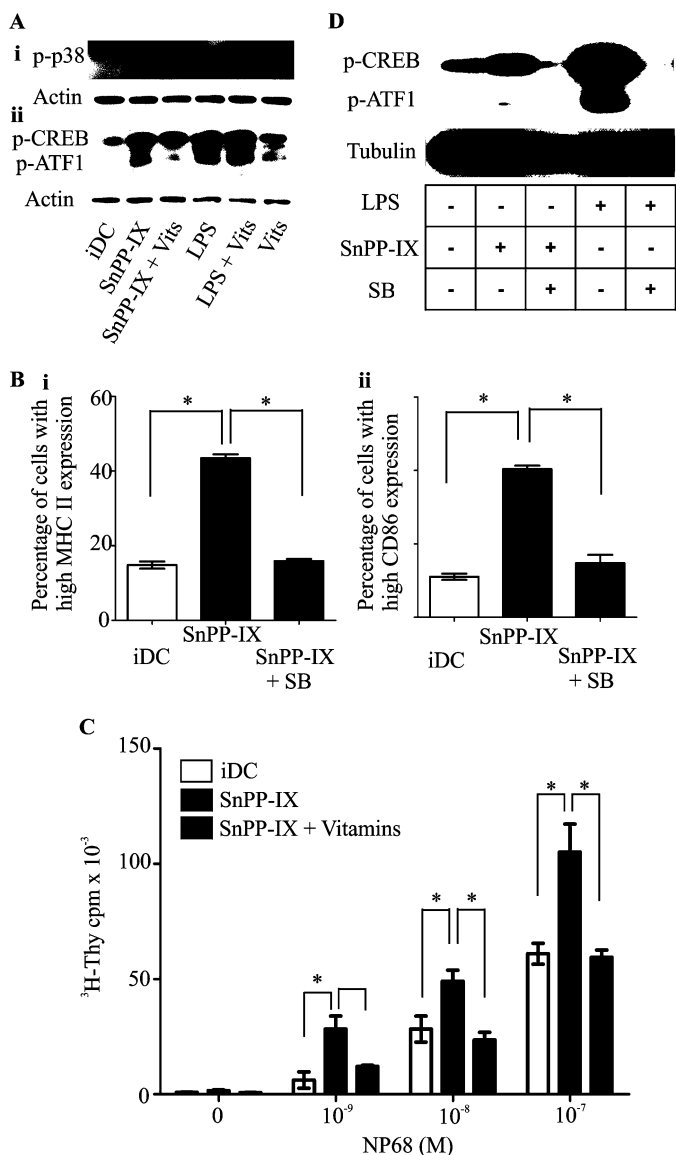 A
i
p-p38
Actin
ii
p-CREB
p-ATF1
Actin
iDC
SnPP-IX
SnPP-IX + Vits
LPS
LPS + Vits
Vits
D
p-CREB
p-ATF1
Tubulin
LPS - - - + +
SnPP-IX - + + - -
SB - - + - +
B
i
Percentage of cells with
high MHC II expression
60
40
20
0
* *
iDC
SnPP-IX
SnPP-IX
+ SB
ii
Percentage of cells with
high CD86 expression
* *
iDC
SnPP-IX
SnPP-IX
+ SB
C
³H-Thy cpm x 10⁻³
150
100
50
0
iDC
SnPP-IX
SnPP-IX + Vitamins
*
* *
* *
0 10⁻⁹ 10⁻⁸ 10⁻⁷
NP68 (M)